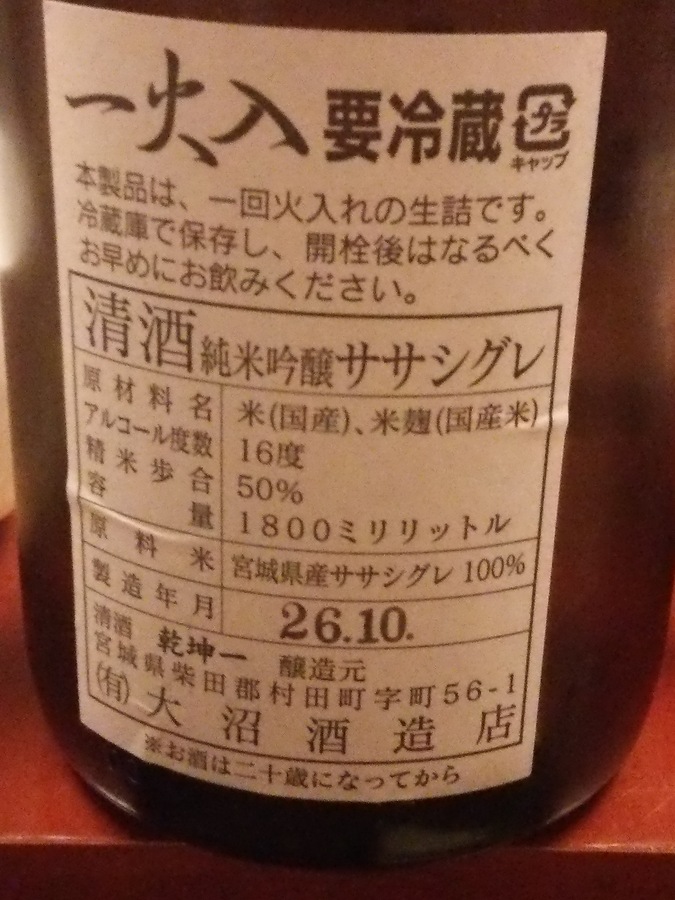 一火入 要冷蔵 プラ
キャップ
本製品は、一回火入れの生詰です。
冷蔵庫で保存し、開栓後はなるべく
お早めにお飲みください。
清酒 純米吟醸ササシグレ
原材料名 米(国産)、米麹(国産米)
アルコール度数 16度
精米歩合 50%
容量 1800ミリリットル
原料米 宮城県産ササシグレ 100%
製造年月 26.10.
清酒 乾坤一 醸造元
宮城県柴田郡村田町字町56-1
(有)大沼酒造店
※お酒は二十歳になってから